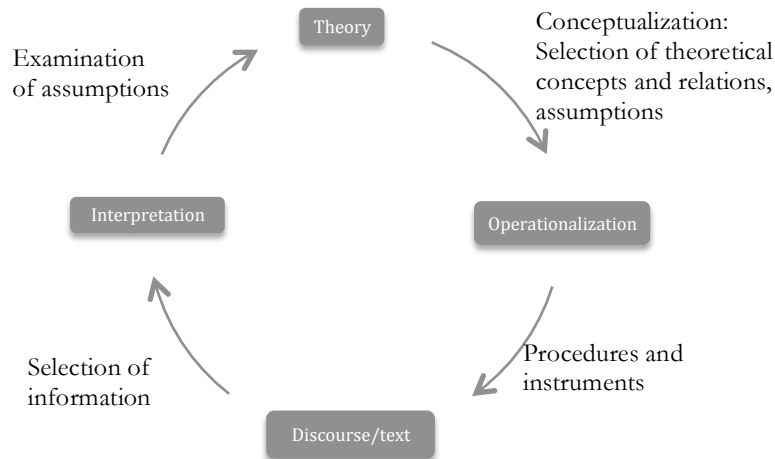 Theory
Conceptualization:
Selection of theoretical
concepts and relations,
assumptions
Examination
of assumptions
Interpretation
Operationalization
Selection of
information
Procedures and
instruments
Discourse/text